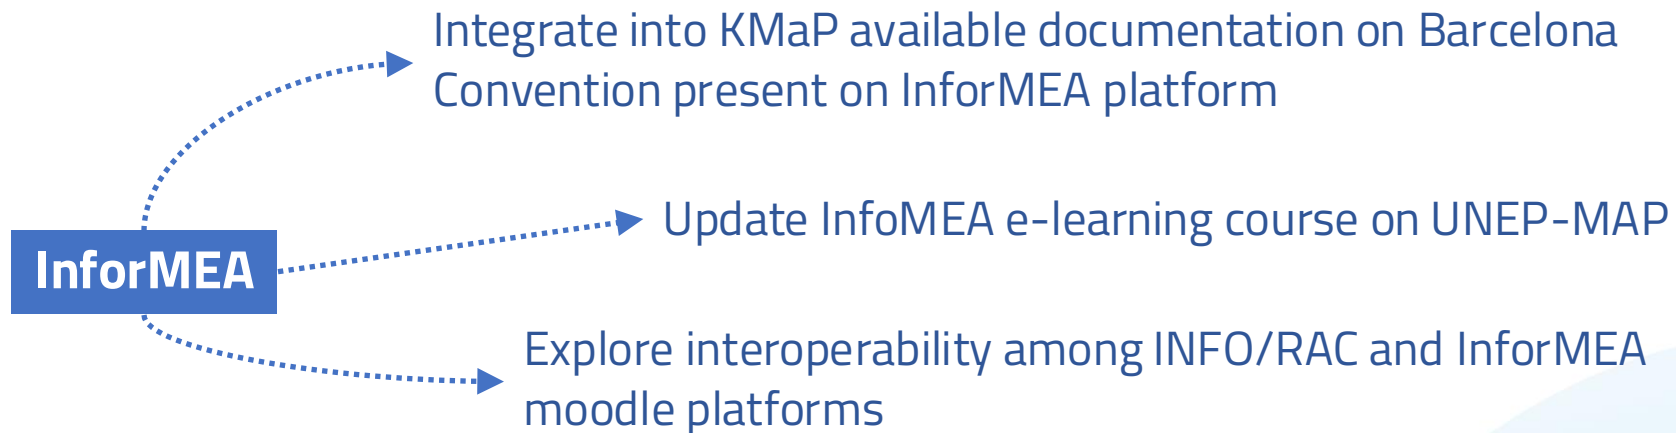 Integrate into KMaP available documentation on Barcelona
Convention present on InforMEA platform
Update InfoMEA e-learning course on UNEP-MAP
InforMEA
Explore interoperability among INFO/RAC and InforMEA
moodle platforms